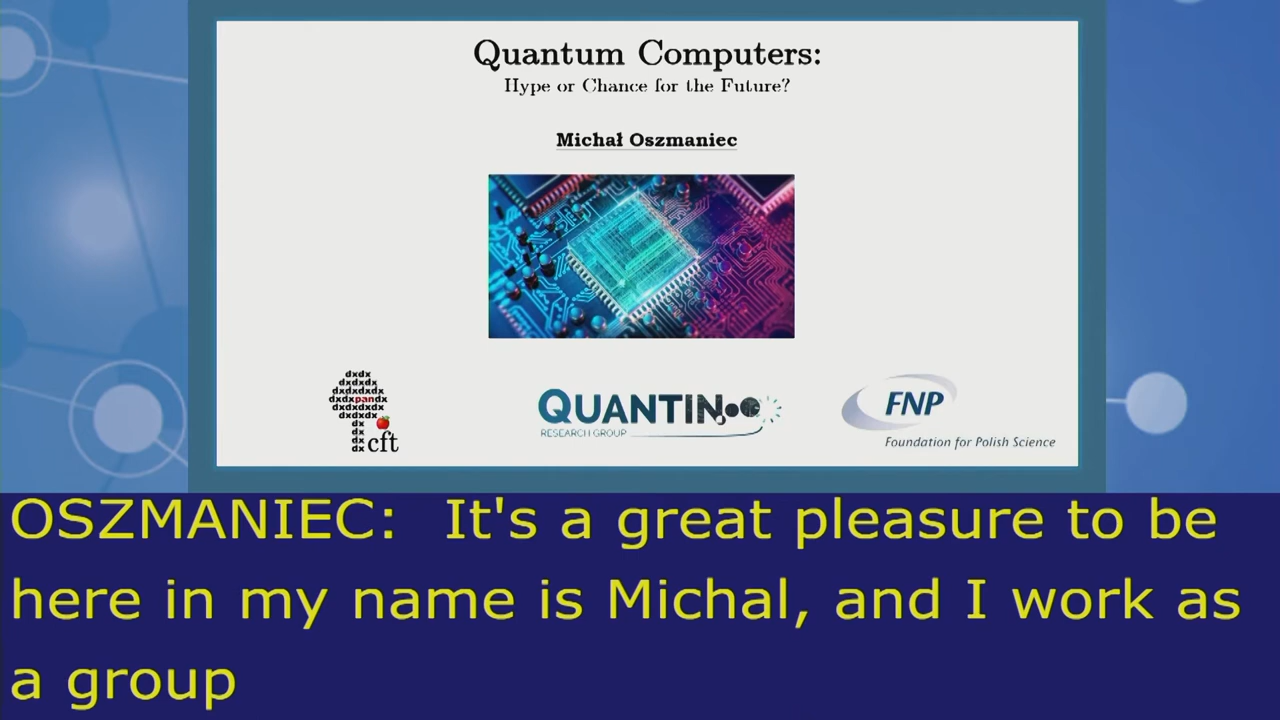 Quantum Computers:
Hype or Chance for the Future?
Michał Oszmaniec
dxdx
dxdxdx
dxdxdxdx
dxdxpandx
dxdxdxdx
dxdxdx
dx
dx
dx
dx cft
QUANTIN
RESEARCH GROUP
FNP
Foundation for Polish Science
OSZMANIEC: It's a great pleasure to be
here in my name is Michal, and I work as
a group